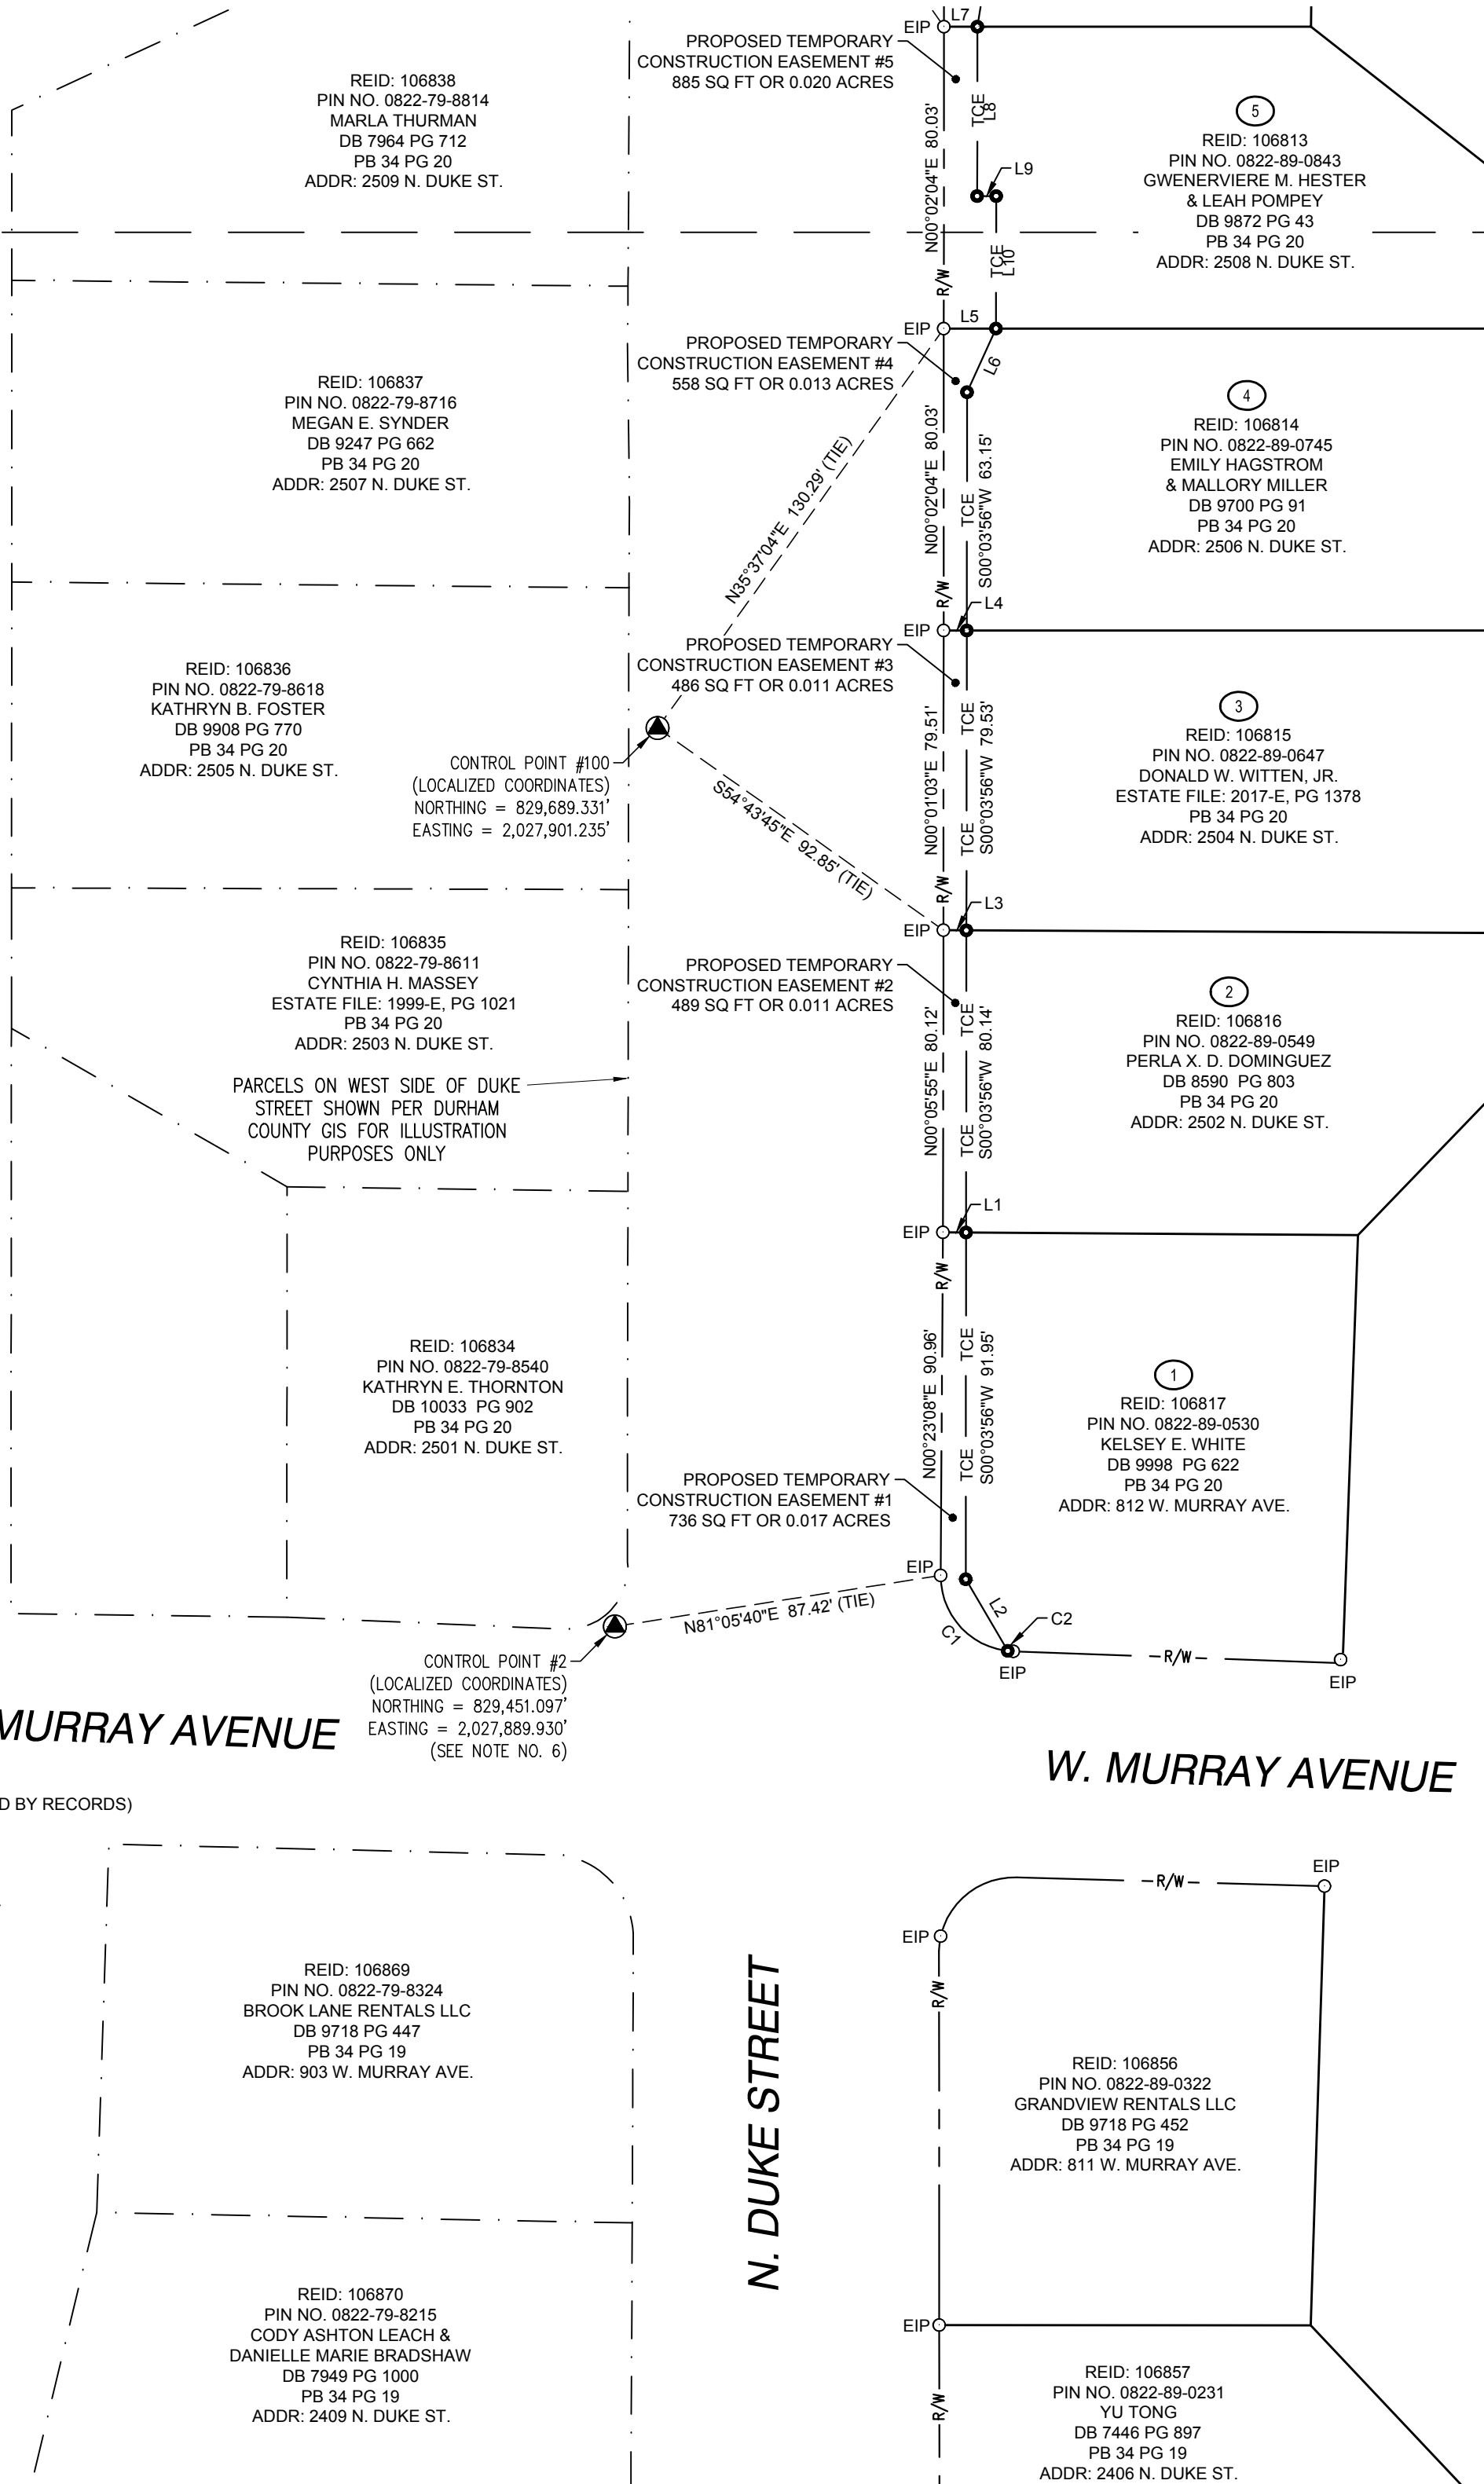 REID: 106838
PIN NO. 0822-79-8814
MARLA THURMAN
DB 7964 PG 712
PB 34 PG 20
ADDR: 2509 N. DUKE ST.
EIP
L7
PROPOSED TEMPORARY
CONSTRUCTION EASEMENT #5
885 SQ FT OR 0.020 ACRES
N00°02'04"E 80.03'
R/W
TCE
L8
L9
TCE
L10
5
REID: 106813
PIN NO. 0822-89-0843
GWENERVIERE M. HESTER
& LEAH POMPEY
DB 9872 PG 43
PB 34 PG 20
ADDR: 2508 N. DUKE ST.
REID: 106837
PIN NO. 0822-79-8716
MEGAN E. SYNDER
DB 9247 PG 662
PB 34 PG 20
ADDR: 2507 N. DUKE ST.
EIP
L5
L6
PROPOSED TEMPORARY
CONSTRUCTION EASEMENT #4
558 SQ FT OR 0.013 ACRES
N35°37'04"E 130.29' (TIE)
N00°02'04"E 80.03'
R/W
TCE
S00°03'56"W 63.15'
4
REID: 106814
PIN NO. 0822-89-0745
EMILY HAGSTROM
& MALLORY MILLER
DB 9700 PG 91
PB 34 PG 20
ADDR: 2506 N. DUKE ST.
REID: 106836
PIN NO. 0822-79-8618
KATHRYN B. FOSTER
DB 9908 PG 770
PB 34 PG 20
ADDR: 2505 N. DUKE ST.
EIP
L4
PROPOSED TEMPORARY
CONSTRUCTION EASEMENT #3
486 SQ FT OR 0.011 ACRES
CONTROL POINT #100
(LOCALIZED COORDINATES)
NORTHING = 829,689.331'
EASTING = 2,027,901.235'
S54°43'45"E 92.85' (TIE)
N00°01'03"E 79.51'
R/W
TCE
TCE
S00°03'56"W 79.53'
3
REID: 106815
PIN NO. 0822-89-0647
DONALD W. WITTEN, JR.
ESTATE FILE: 2017-E, PG 1378
PB 34 PG 20
ADDR: 2504 N. DUKE ST.
REID: 106835
PIN NO. 0822-79-8611
CYNTHIA H. MASSEY
ESTATE FILE: 1999-E, PG 1021
PB 34 PG 20
ADDR: 2503 N. DUKE ST.
PARCELS ON WEST SIDE OF DUKE
STREET SHOWN PER DURHAM
COUNTY GIS FOR ILLUSTRATION
PURPOSES ONLY
EIP
L3
PROPOSED TEMPORARY
CONSTRUCTION EASEMENT #2
489 SQ FT OR 0.011 ACRES
N00°05'55"E 80.12'
TCE
TCE
S00°03'56"W 80.14'
2
REID: 106816
PIN NO. 0822-89-0549
PERLA X. D. DOMINGUEZ
DB 8590 PG 803
PB 34 PG 20
ADDR: 2502 N. DUKE ST.
EIP
L1
R/W
REID: 106834
PIN NO. 0822-79-8540
KATHRYN E. THORNTON
DB 10033 PG 902
PB 34 PG 20
ADDR: 2501 N. DUKE ST.
N00°23'08"E 90.96'
TCE
TCE
S00°03'56"W 91.95'
PROPOSED TEMPORARY
CONSTRUCTION EASEMENT #1
736 SQ FT OR 0.017 ACRES
1
REID: 106817
PIN NO. 0822-89-0530
KELSEY E. WHITE
DB 9998 PG 622
PB 34 PG 20
ADDR: 812 W. MURRAY AVE.
EIP
N81°05'40"E 87.42' (TIE)
L2
C1
C2
EIP
R/W
EIP
CONTROL POINT #2
(LOCALIZED COORDINATES)
NORTHING = 829,451.097'
EASTING = 2,027,889.930'
(SEE NOTE NO. 6)
MURRAY AVENUE
W. MURRAY AVENUE
D BY RECORDS)
N. DUKE STREET
REID: 106869
PIN NO. 0822-79-8324
BROOK LANE RENTALS LLC
DB 9718 PG 447
PB 34 PG 19
ADDR: 903 W. MURRAY AVE.
EIP
R/W
EIP
R/W
REID: 106856
PIN NO. 0822-89-0322
GRANDVIEW RENTALS LLC
DB 9718 PG 452
PB 34 PG 19
ADDR: 811 W. MURRAY AVE.
REID: 106870
PIN NO. 0822-79-8215
CODY ASHTON LEACH &
DANIELLE MARIE BRADSHAW
DB 7949 PG 1000
PB 34 PG 19
ADDR: 2409 N. DUKE ST.
EIP
R/W
REID: 106857
PIN NO. 0822-89-0231
YU TONG
DB 7446 PG 897
PB 34 PG 19
ADDR: 2406 N. DUKE ST.